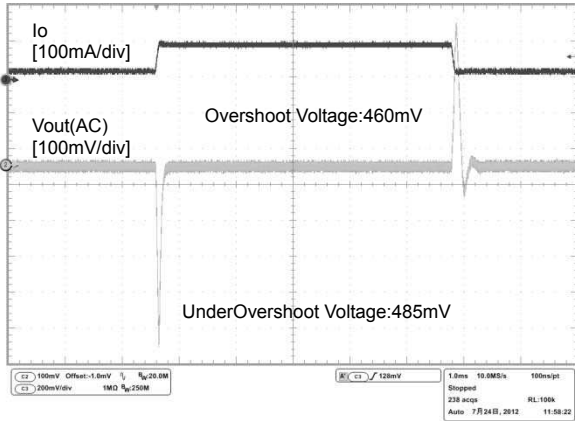 Io
[100mA/div]
Overshoot Voltage:460mV
Vout(AC)
[100mV/div]
UnderOvershoot Voltage:485mV
C2 100mV Offset:-1.0mV BW:20.0M
C3 200mV/div 1MΩ BW:250M
A' C3 128mV
1.0ms 10.0MS/s 100ns/pt
Stopped
238 acqs RL:100k
Auto 7月24日, 2012 11:58:22